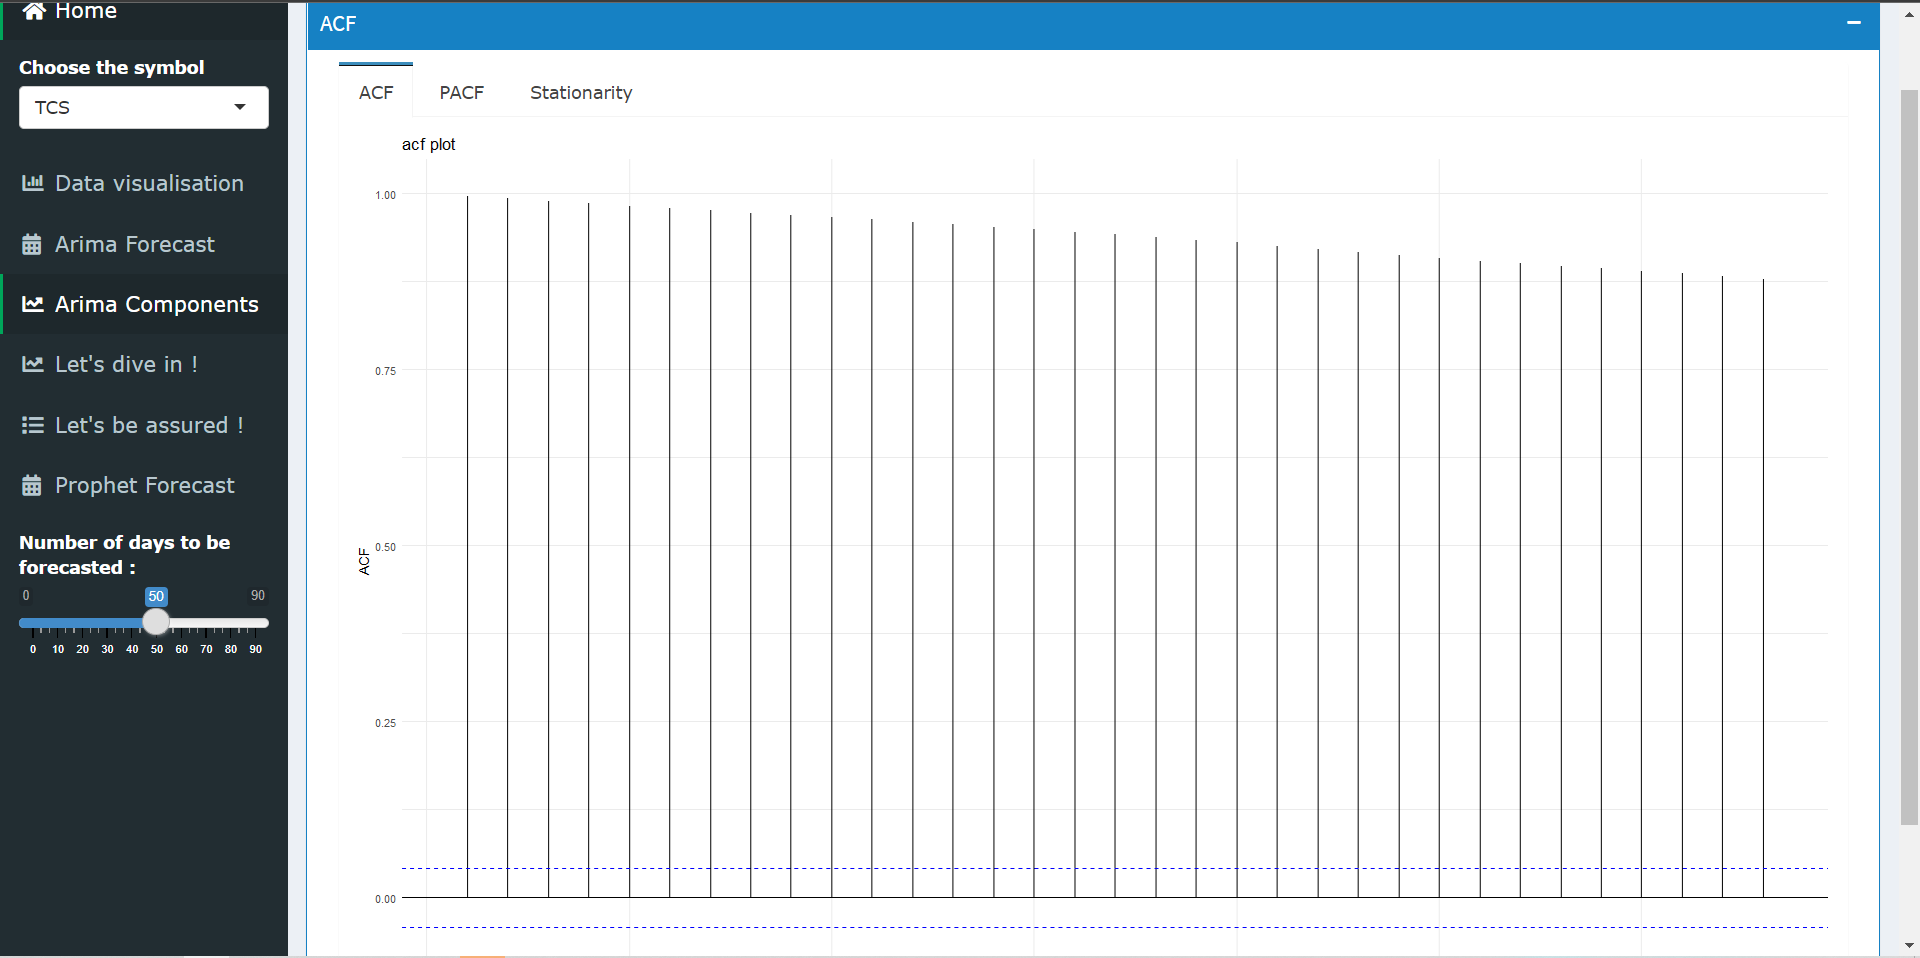 Home
Choose the symbol
TCS
Data visualisation
Arima Forecast
Arima Components
Let's dive in !
Let's be assured !
Prophet Forecast
Number of days to be
forecasted :
0 50 90
0 10 20 30 40 50 60 70 80 90
ACF
ACF PACF Stationarity
acf plot
1.00
0.75
0.50
0.25
0.00
ACF